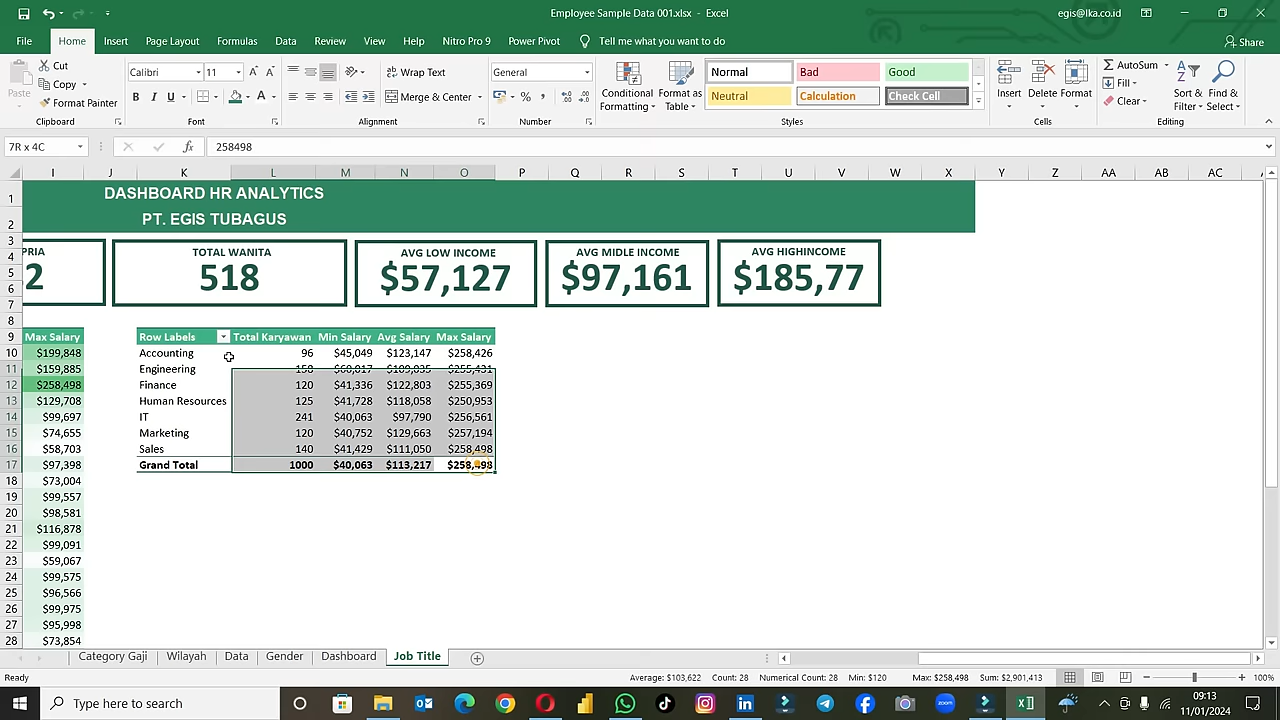 Employee Sample Data 001.xlsx - Excel
egis@lka.co.id
File Home Insert Page Layout Formulas Data Review View Help Nitro Pro 9 Power Pivot Tell me what you want to do Share
Paste
Cut
Copy
Format Painter
Clipboard
Calibri 11
B I U
Font
Wrap Text
Merge & Center
Alignment
General
Number
Conditional Formatting
Format as Table
Normal Bad Good
Neutral Calculation Check Cell
Styles
Insert Delete Format
Cells
AutoSum
Fill
Clear
Sort & Filter
Find & Select
Editing
7R x 4C
fx 258498
I J K L M N O P Q R S T U V W X Y Z AA AB AC
1 DASHBOARD HR ANALYTICS
2 PT. EGIS TUBAGUS
3
4 PRIA TOTAL WANITA AVG LOW INCOME AVG MIDLE INCOME AVG HIGHINCOME
5 2 518 $57,127 $97,161 $185,77
6
7
8
9 Max Salary Row Labels Total Karyawan Min Salary Avg Salary Max Salary
10 $199,848 Accounting 96 $45,049 $123,147 $258,426
11 $159,885 Engineering
12 $258,498 Finance 120 $41,336 $122,803 $255,369
13 $129,708 Human Resources 125 $41,728 $118,058 $250,953
14 $99,697 IT 241 $40,063 $97,790 $256,561
15 $74,655 Marketing 120 $40,752 $129,663 $257,194
16 $58,703 Sales 140 $41,429 $111,050 $258,498
17 $97,398 Grand Total 1000 $40,063 $113,217 $258,498
18 $73,004
19 $99,557
20 $98,581
21 $116,878
22 $99,091
23 $59,067
24 $99,575
25 $96,566
26 $99,975
27 $95,998
28 $73,854
Category Gaji Wilayah Data Gender Dashboard Job Title
Ready
Average: $103,622 Count: 28 Numerical Count: 28 Min: $120 Max: $258,498 Sum: $2,901,413
100%
Type here to search
zoom
09:13
11/01/2024